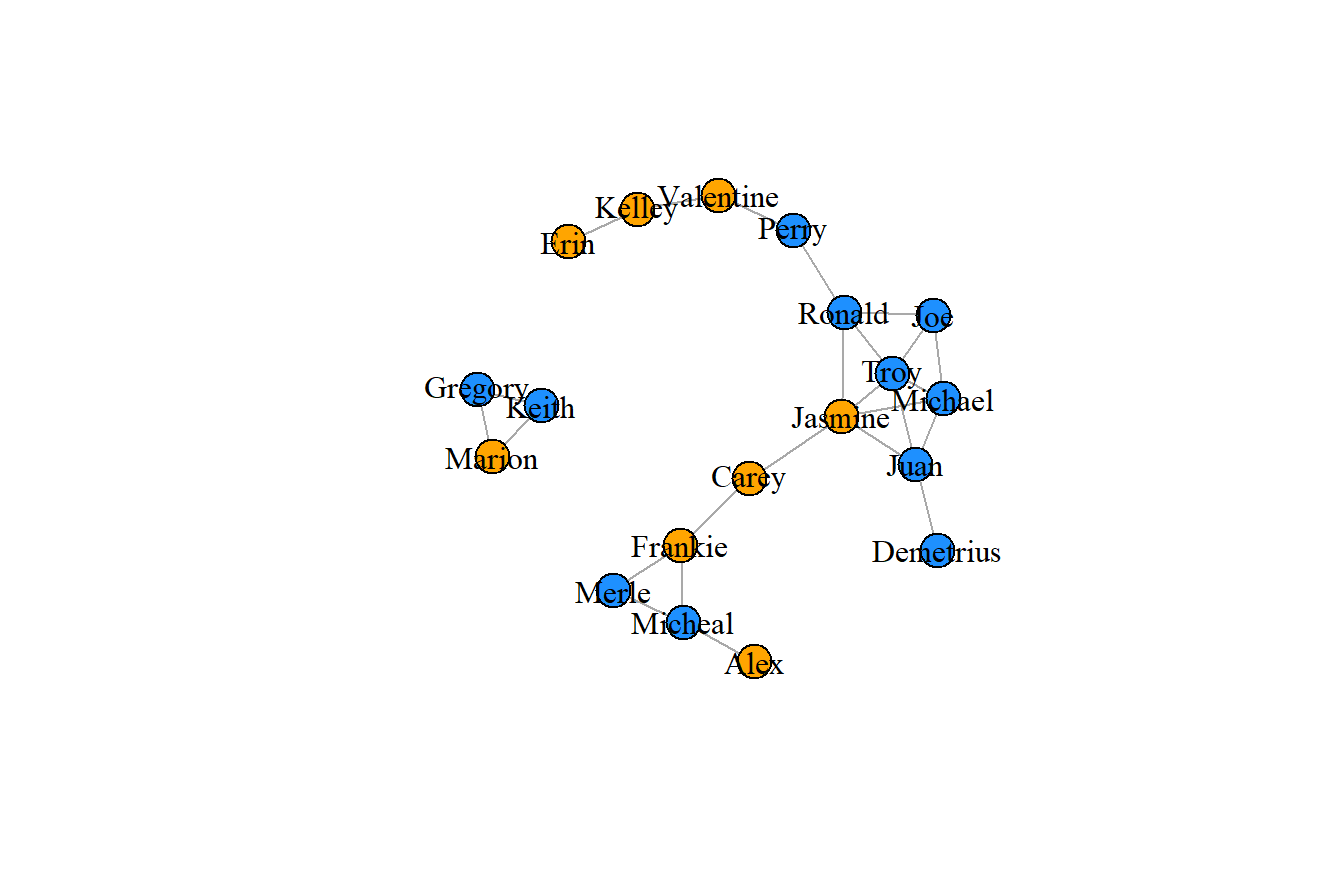 Valentine
Kelley
Perry
Erin
Ronald
Joe
Troy
Gregory
Michael
Keith
Jasmine
Marion
Juan
Carey
Frankie
Demetrius
Merle
Micheal
Alex